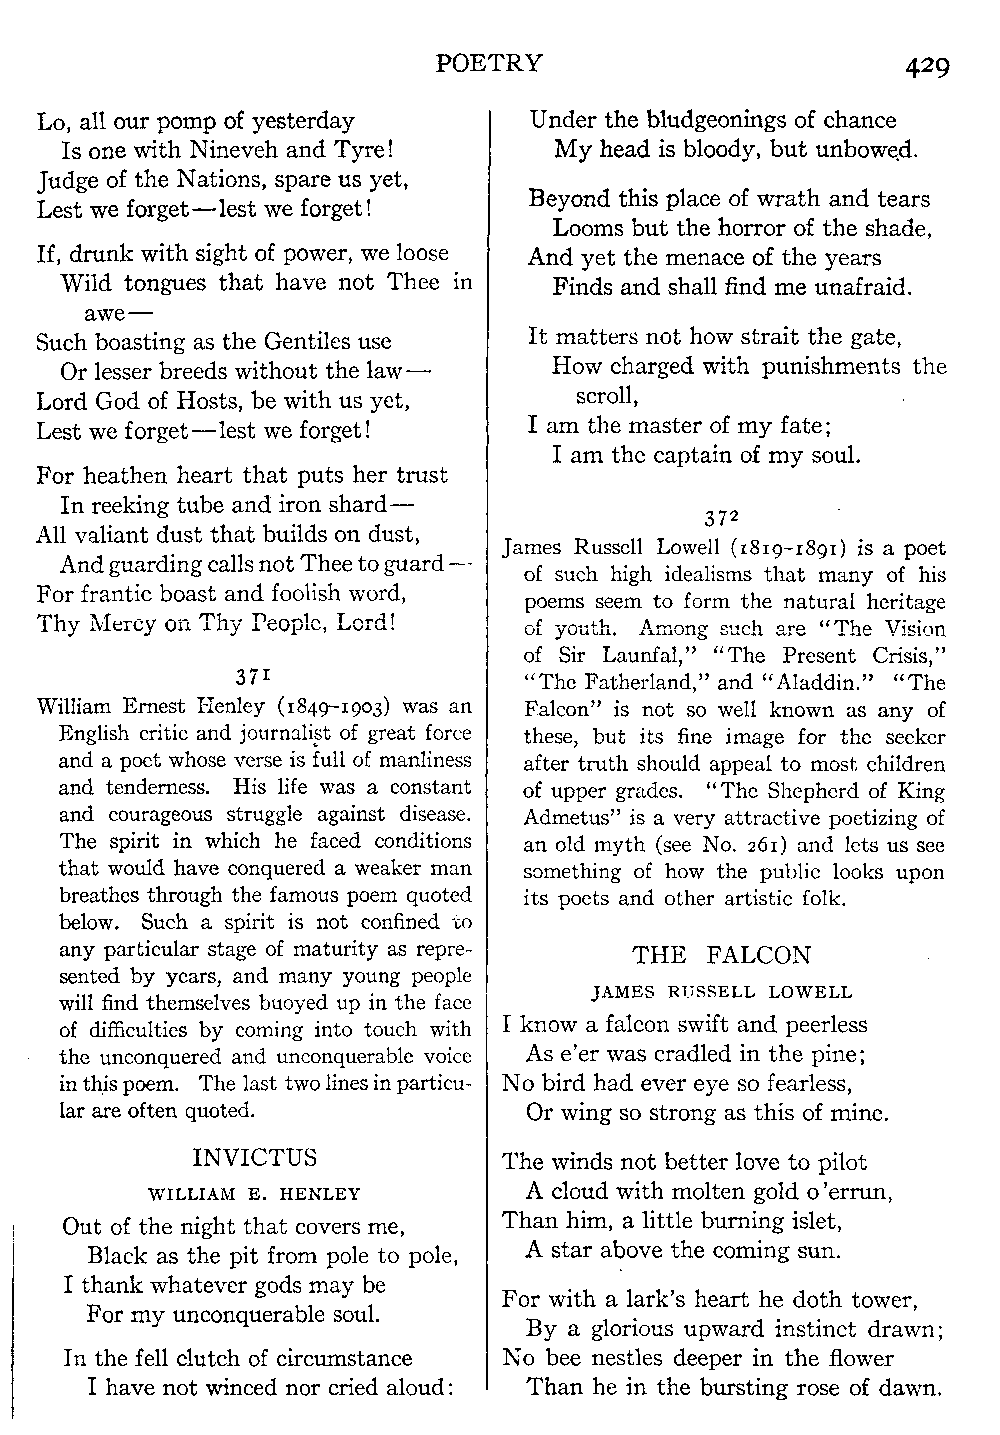 POETRY 429
Lo, all our pomp of yesterday
Is one with Nineveh and Tyre!
Judge of the Nations, spare us yet,
Lest we forget—lest we forget!
If, drunk with sight of power, we loose
Wild tongues that have not Thee in
awe—
Such boasting as the Gentiles use
Or lesser breeds without the law—
Lord God of Hosts, be with us yet,
Lest we forget—lest we forget!
For heathen heart that puts her trust
In reeking tube and iron shard—
All valiant dust that builds on dust,
And guarding calls not Thee to guard—
For frantic boast and foolish word,
Thy Mercy on Thy People, Lord!
371
William Ernest Henley (1849-1903) was an
English critic and journalist of great force
and a poet whose verse is full of manliness
and tenderness. His life was a constant
and courageous struggle against disease.
The spirit in which he faced conditions
that would have conquered a weaker man
breathes through the famous poem quoted
below. Such a spirit is not confined to
any particular stage of maturity as repre-
sented by years, and many young people
will find themselves buoyed up in the face
of difficulties by coming into touch with
the unconquered and unconquerable voice
in this poem. The last two lines in particu-
lar are often quoted.
INVICTUS
WILLIAM E. HENLEY
Out of the night that covers me,
Black as the pit from pole to pole,
I thank whatever gods may be
For my unconquerable soul.
In the fell clutch of circumstance
I have not winced nor cried aloud:
Under the bludgeonings of chance
My head is bloody, but unbowed.
Beyond this place of wrath and tears
Looms but the horror of the shade,
And yet the menace of the years
Finds and shall find me unafraid.
It matters not how strait the gate,
How charged with punishments the
scroll,
I am the master of my fate;
I am the captain of my soul.
372
James Russell Lowell (1819-1891) is a poet
of such high idealisms that many of his
poems seem to form the natural heritage
of youth. Among such are "The Vision
of Sir Launfal," "The Present Crisis,"
"The Fatherland," and "Aladdin." "The
Falcon" is not so well known as any of
these, but its fine image for the seeker
after truth should appeal to most children
of upper grades. "The Shepherd of King
Admetus" is a very attractive poetizing of
an old myth (see No. 261) and lets us see
something of how the public looks upon
its poets and other artistic folk.
THE FALCON
JAMES RUSSELL LOWELL
I know a falcon swift and peerless
As e'er was cradled in the pine;
No bird had ever eye so fearless,
Or wing so strong as this of mine.
The winds not better love to pilot
A cloud with molten gold o'errun,
Than him, a little burning islet,
A star above the coming sun.
For with a lark's heart he doth tower,
By a glorious upward instinct drawn;
No bee nestles deeper in the flower
Than he in the bursting rose of dawn.